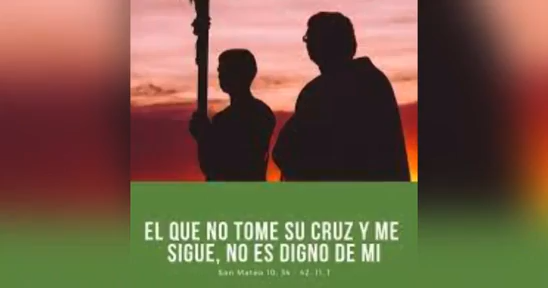 EL QUE NO TOME SU CRUZ Y ME
SIGUE, NO ES DIGNO DE MI
San Mateo 10, 34 - 42. 11, 1